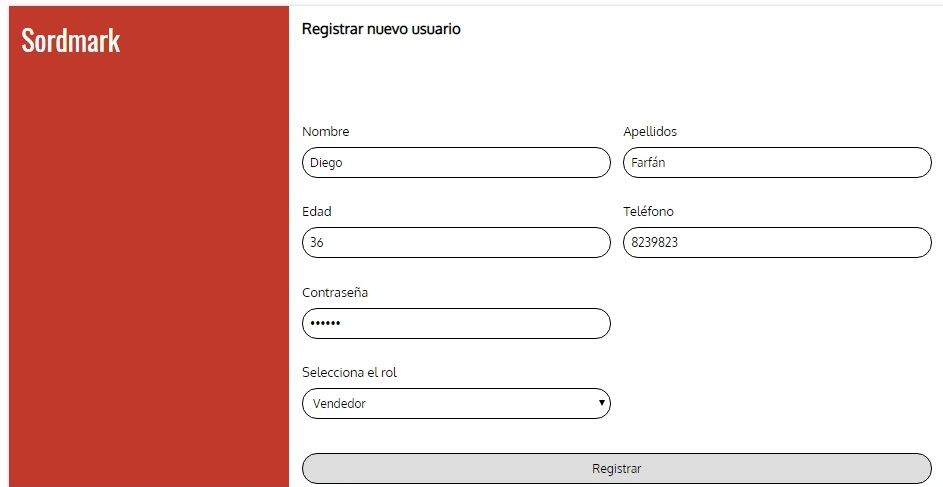 Sordmark
Registrar nuevo usuario
Nombre
Apellidos
Diego
Farfán
Edad
Teléfono
36
8239823
Contraseña
••••••
Selecciona el rol
Vendedor
Registrar